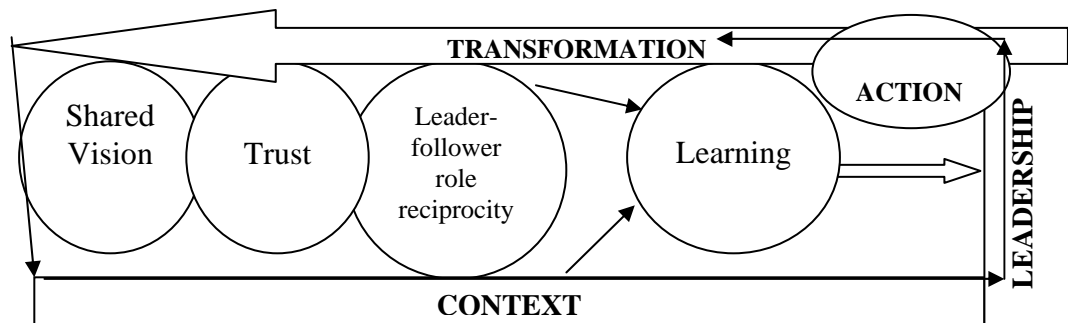 TRANSFORMATION
ACTION
Shared
Vision
Trust
Leader-
follower
role
reciprocity
Learning
LEADERSHIP
CONTEXT